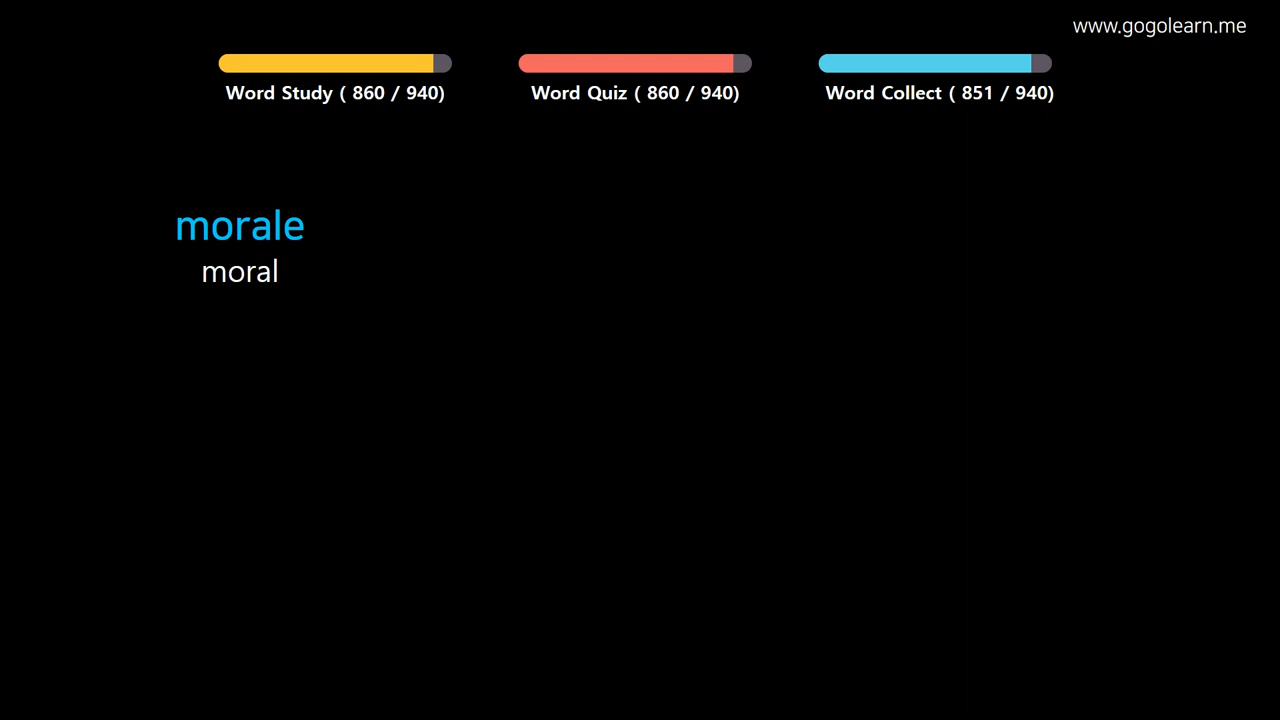 www.gogolearn.me
Word Study ( 860 / 940)
Word Quiz ( 860 / 940)
Word Collect ( 851 / 940)
morale
moral